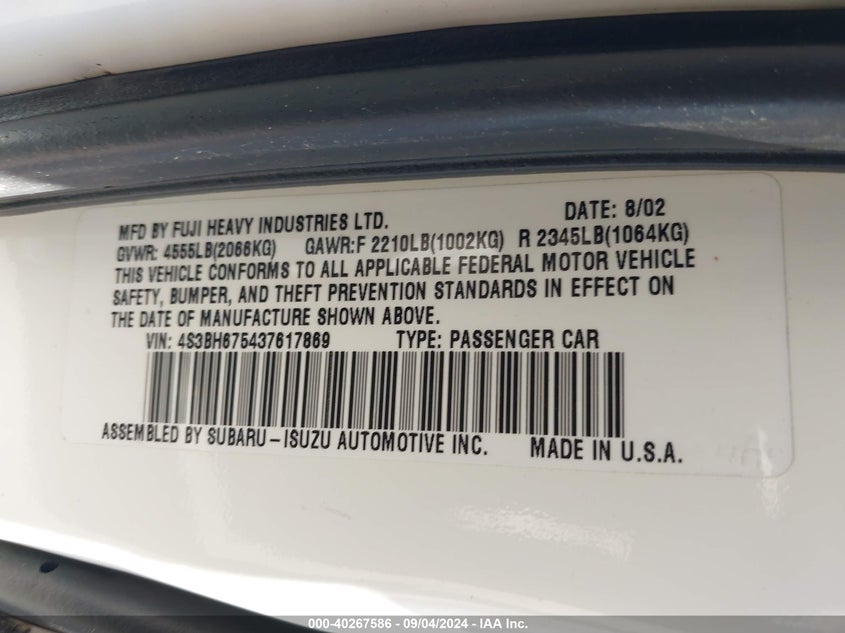 MFD BY FUJI HEAVY INDUSTRIES LTD. DATE: 8/02
GVWR: 4555LB(2066KG) GAWR:F 2210LB(1002KG) R 2345LB(1064KG)
THIS VEHICLE CONFORMS TO ALL APPLICABLE FEDERAL MOTOR VEHICLE
SAFETY, BUMPER, AND THEFT PREVENTION STANDARDS IN EFFECT ON
THE DATE OF MANUFACTURE SHOWN ABOVE.
VIN: 4S3BH675437617869 TYPE: PASSENGER CAR
ASSEMBLED BY SUBARU-ISUZU AUTOMOTIVE INC. MADE IN U.S.A.
000-40267586 - 09/04/2024 - IAA Inc.